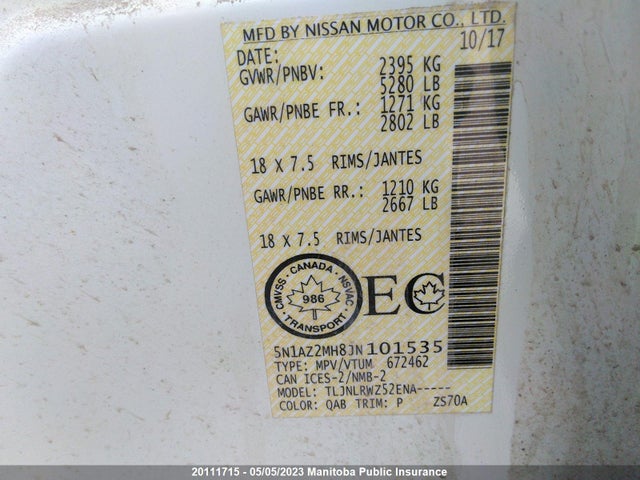 MFD BY NISSAN MOTOR CO., LTD.
DATE: 10/17
GVWR/PNBV: 2395 KG
5280 LB
GAWR/PNBE FR.: 1271 KG
2802 LB
18 X 7.5 RIMS/JANTES
GAWR/PNBE RR.: 1210 KG
2667 LB
18 X 7.5 RIMS/JANTES
CMVSS · CANADA · NSVAC
986
TRANSPORT
EC
5N1AZ2MH8JN101535
TYPE: MPV/VTUM 672462
CAN ICES-2/NMB-2
MODEL: TLJNLRWZ52ENA-----
COLOR: QAB TRIM: P ZS70A
20111715 - 05/05/2023 Manitoba Public Insurance